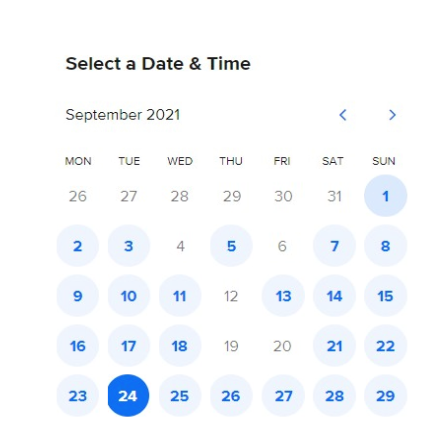 Select a Date & Time
September 2021
MON TUE WED THU FRI SAT SUN
26 27 28 29 30 31 1
2 3 4 5 6 7 8
9 10 11 12 13 14 15
16 17 18 19 20 21 22
23 24 25 26 27 28 29